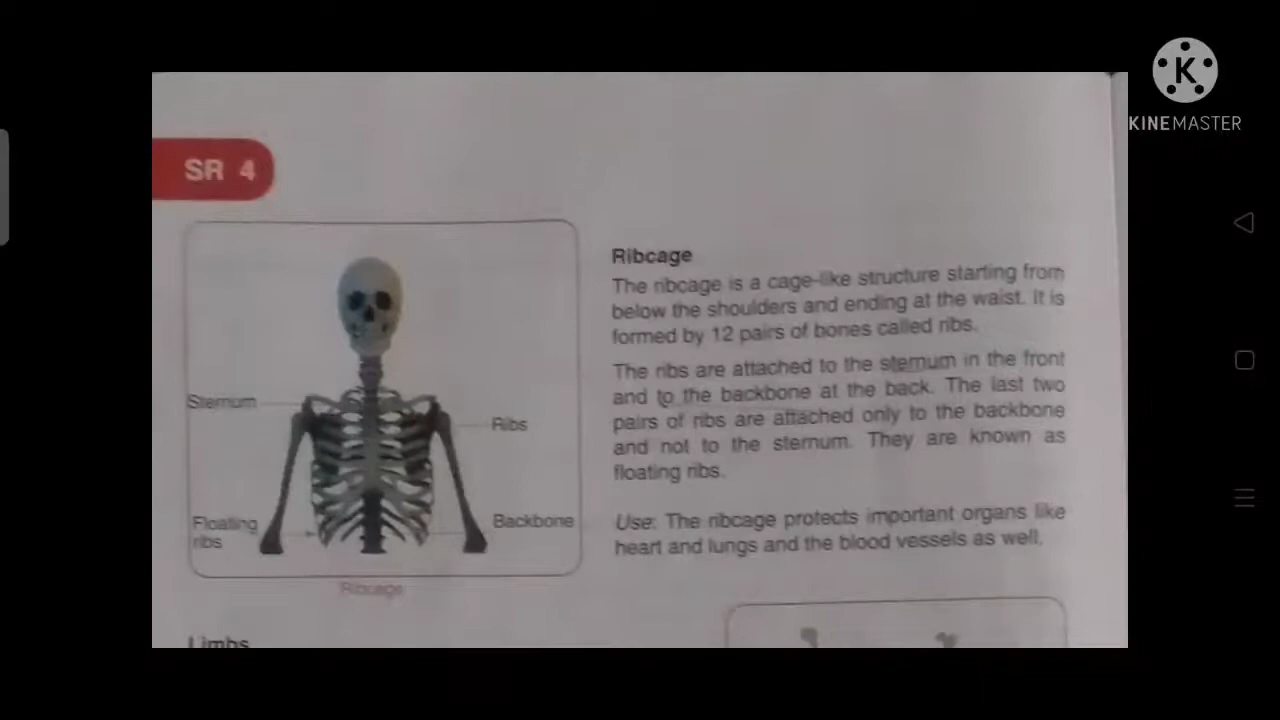 KINEMASTER
SR 4
Sternum
Ribs
Floating
ribs
Backbone
Ribcage
Ribcage
The ribcage is a cage-like structure starting from
below the shoulders and ending at the waist. It is
formed by 12 pairs of bones called ribs.
The ribs are attached to the sternum in the front
and to the backbone at the back. The last two
pairs of ribs are attached only to the backbone
and not to the sternum. They are known as
floating ribs.
Use: The ribcage protects important organs like
heart and lungs and the blood vessels as well.
Limbs